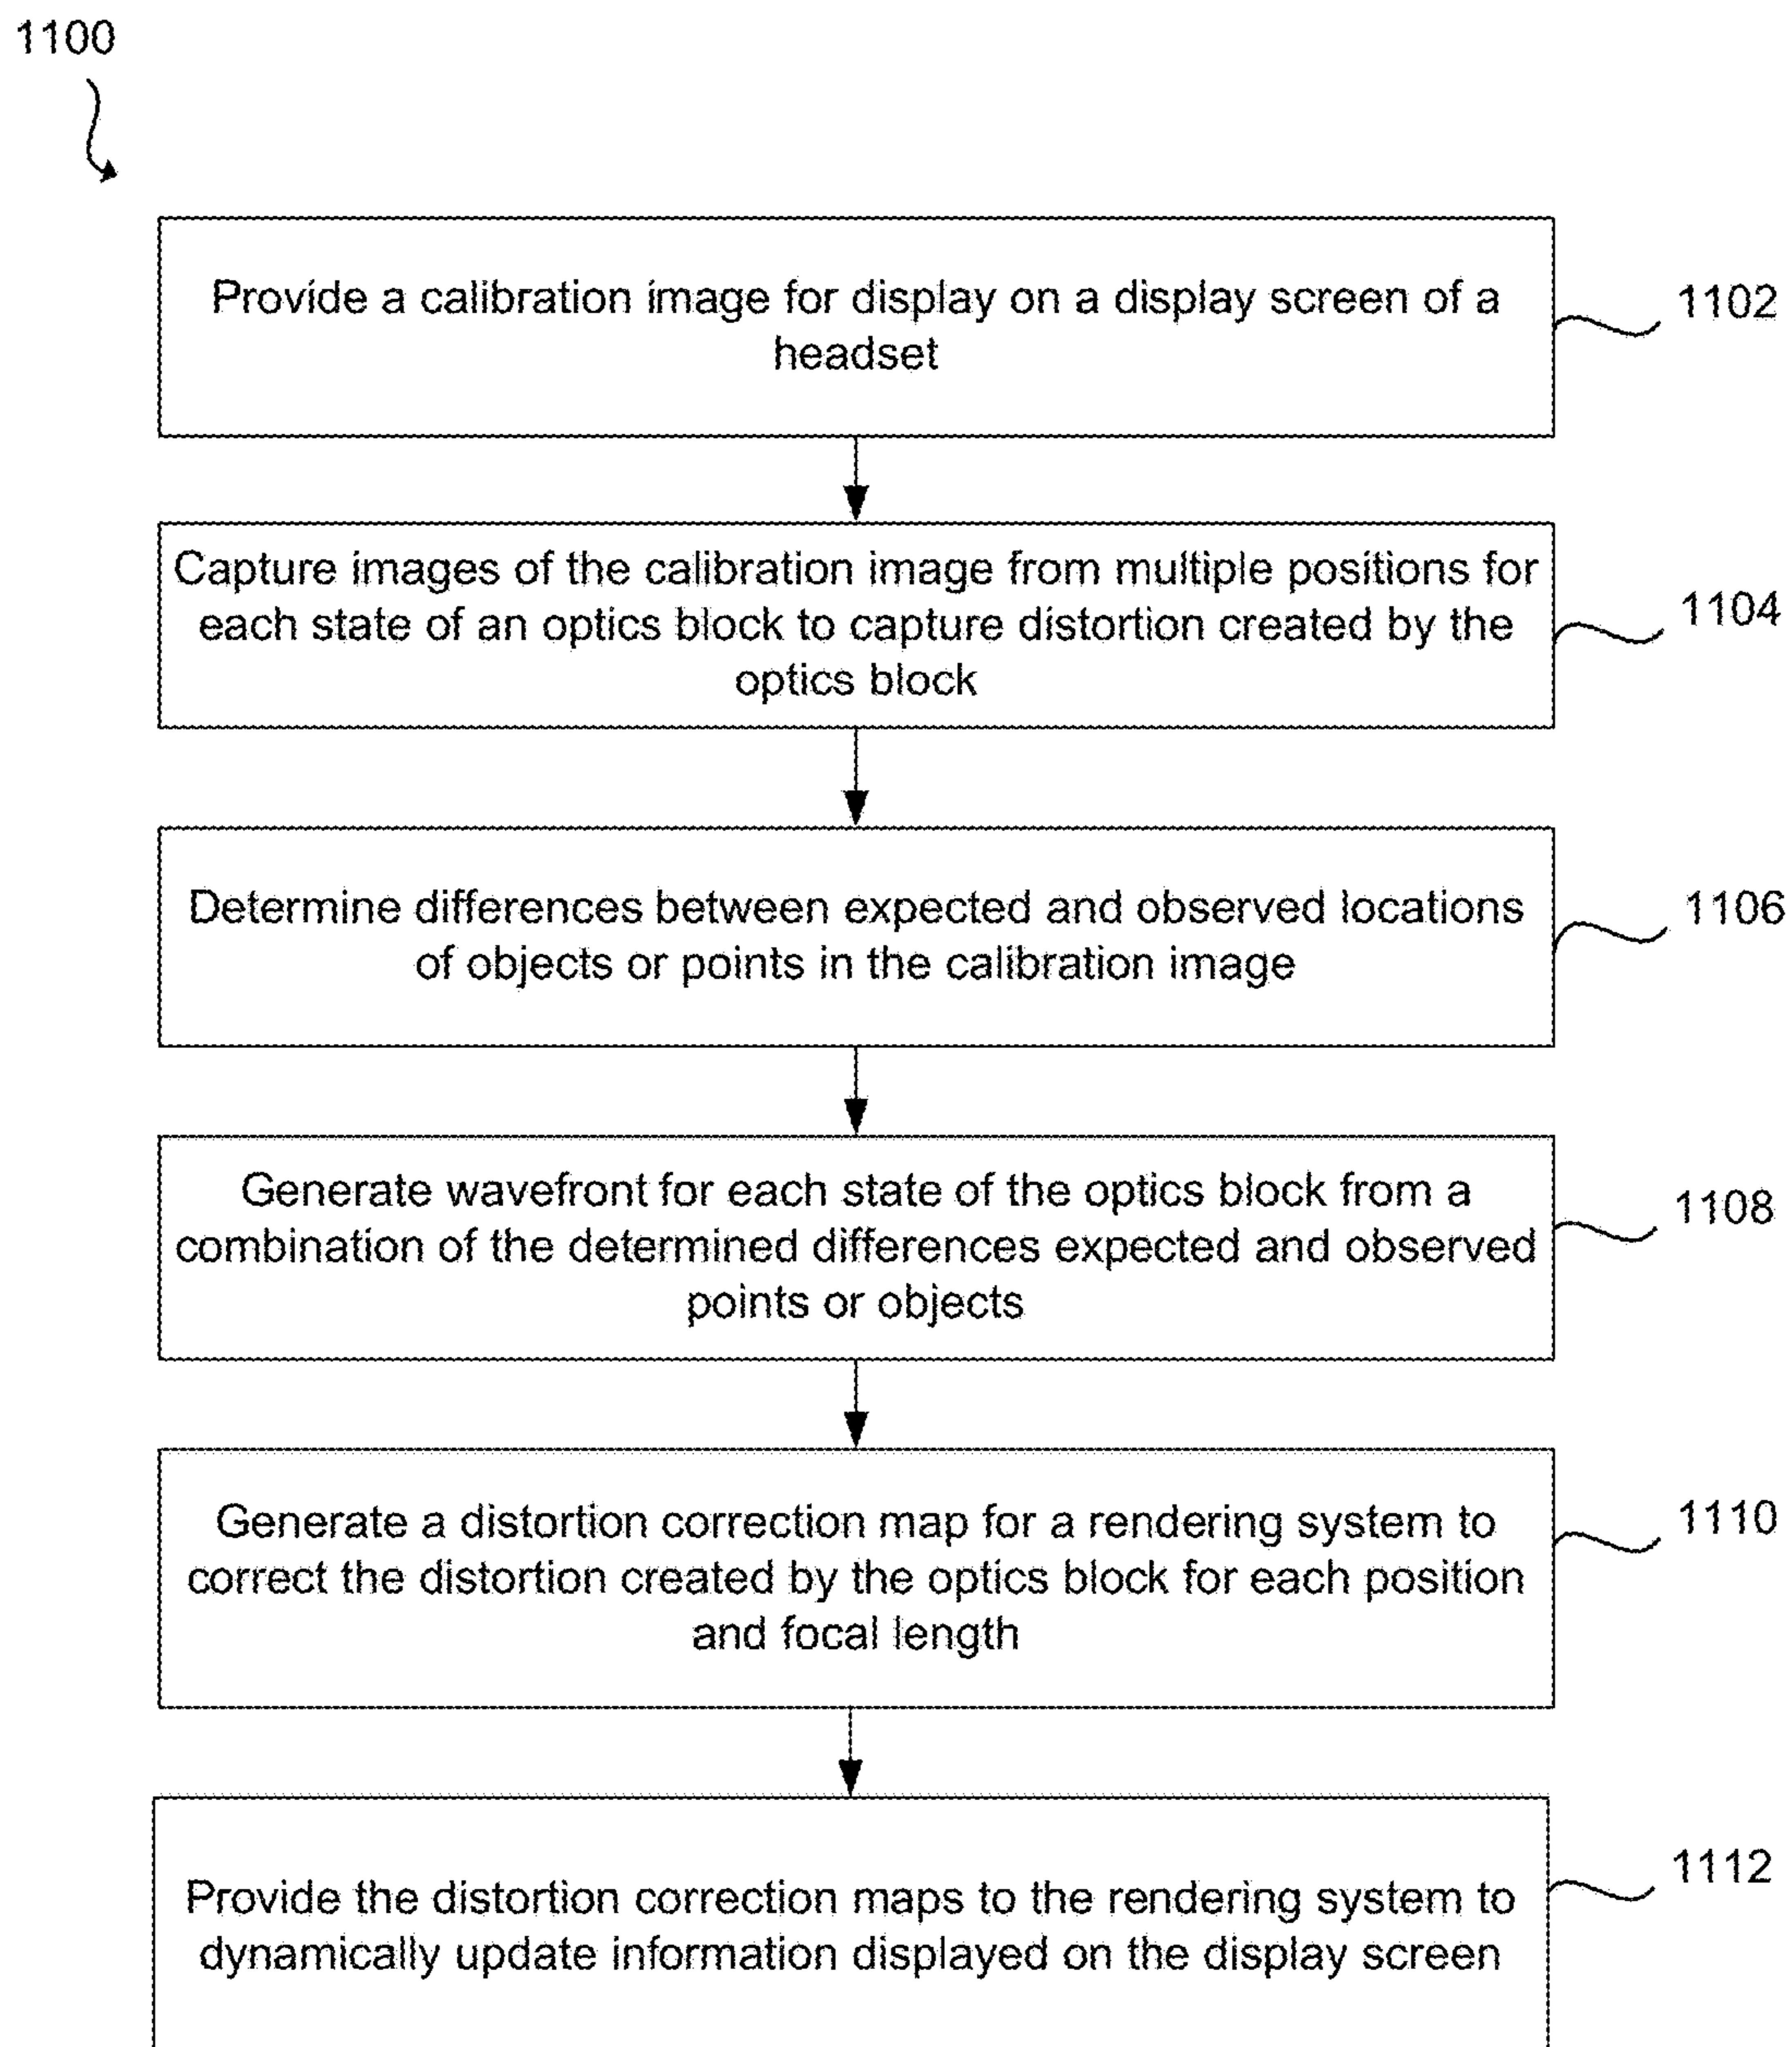 1100
Provide a calibration image for display on a display screen of a
headset
1102
Capture images of the calibration image from multiple positions for
each state of an optics block to capture distortion created by the
optics block
1104
Determine differences between expected and observed locations
of objects or points in the calibration image
1106
Generate wavefront for each state of the optics block from a
combination of the determined differences expected and observed
points or objects
1108
Generate a distortion correction map for a rendering system to
correct the distortion created by the optics block for each position
and focal length
1110
Provide the distortion correction maps to the rendering system to
dynamically update information displayed on the display screen
1112